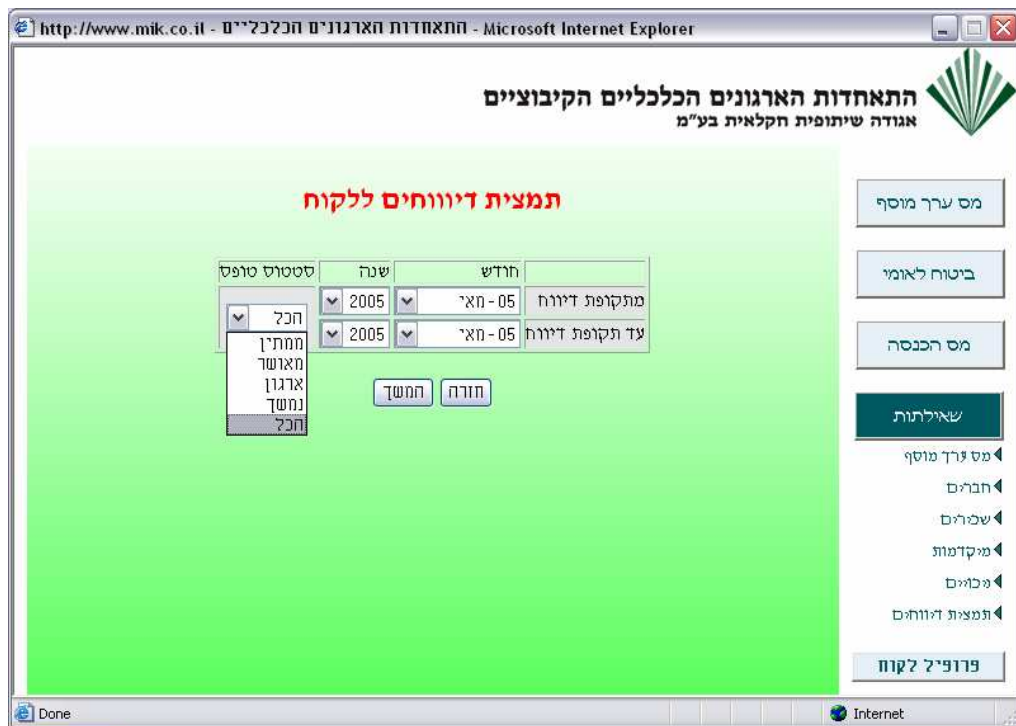 http://www.mik.co.il - התאחדות הארגונים הכלכליים - Microsoft Internet Explorer
התאחדות הארגונים הכלכליים הקיבוציים
אגודה שיתופית חקלאית בע"מ
תמצית דיוווחים ללקוח
חודש שנה סטטוס טופס
מתקופת דיווח 05 - מאי 2005 הכל
עד תקופת דיווח 05 - מאי 2005
ממתין
מאושר
ארגון
נמשך
הכל
חזרה המשך
מס ערך מוסף
ביטוח לאומי
מס הכנסה
שאילתות
מס ערך מוסף
חברים
שכירים
מיקדמות
ניכויים
תמצית דיווחים
פרופיל לקוח
Done Internet